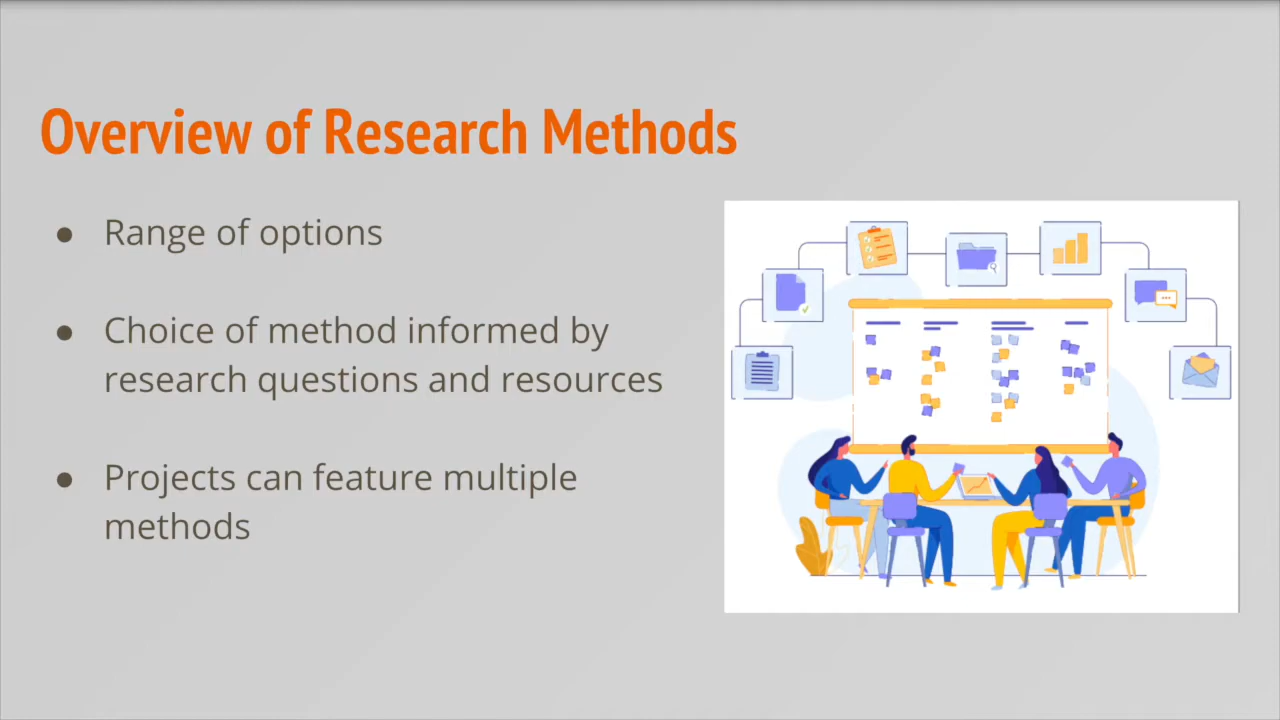 Overview of Research Methods
● Range of options
● Choice of method informed by
research questions and resources
● Projects can feature multiple
methods